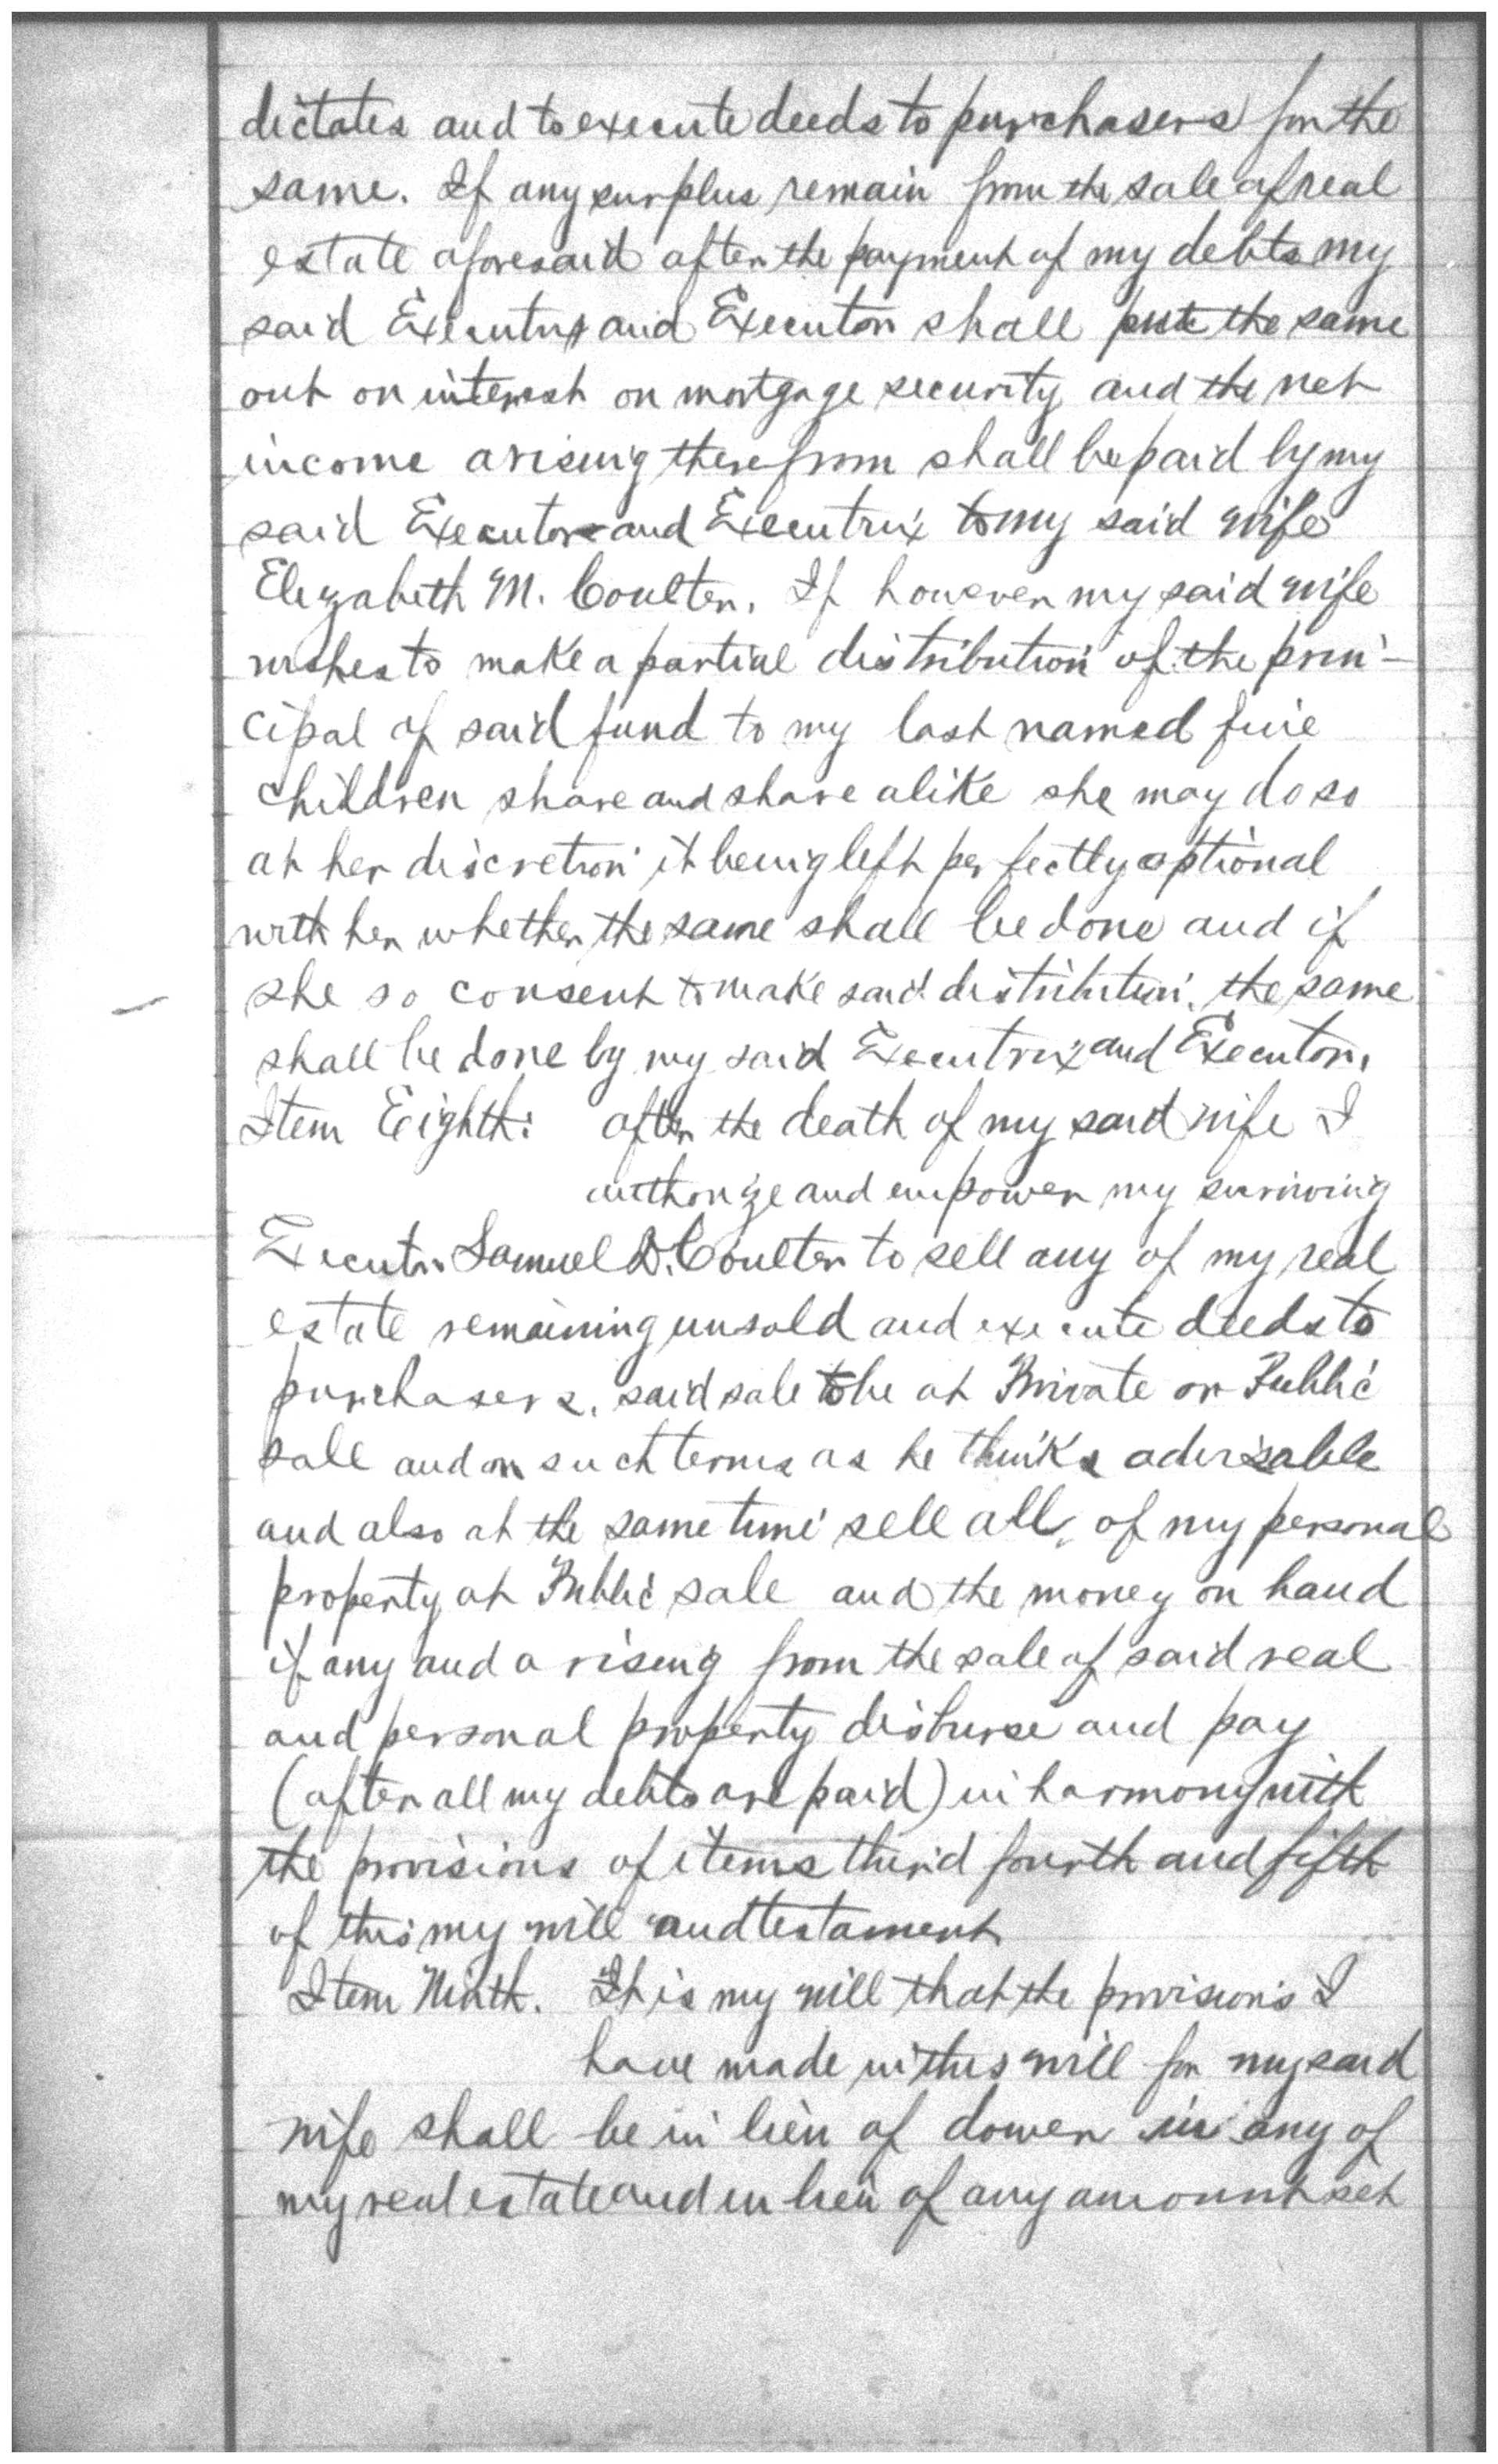 dictates and to execute deeds to purchasers for the
same. If any surplus remain from the sale of real
estate aforesaid after the payment of my debts my
said Executrix and Executor shall put the same
out on interest on mortgage security and the net
income arising therefrom shall be paid by my
said Executor and Executrix to my said wife
Elizabeth M. Coulter. If however my said wife
wishes to make a partial distribution of the prin-
cipal of said fund to my last named five
children share and share alike she may do so
at her discretion it being left perfectly optional
with her whether the same shall be done and if
she so consent to make said distribution, the same
shall be done by my said Executrix and Executor.
Item Eighth: after the death of my said wife I
authorize and empower my surviving
Executor Samuel D. Coulter to sell any of my real
estate remaining unsold and execute deeds to
purchasers, said sale to be at Private or Public
sale and on such terms as he thinks advisable
and also at the same time sell all of my personal
property at Public sale and the money on hand
if any and arising from the sale of said real
and personal property disburse and pay
(after all my debts are paid) in harmony with
the provisions of items third fourth and fifth
of this my will and testament
Item Ninth. It is my will that the provisions I
have made in this will for my said
wife shall be in lieu of dower in any of
my real estate and in lieu of any amount set